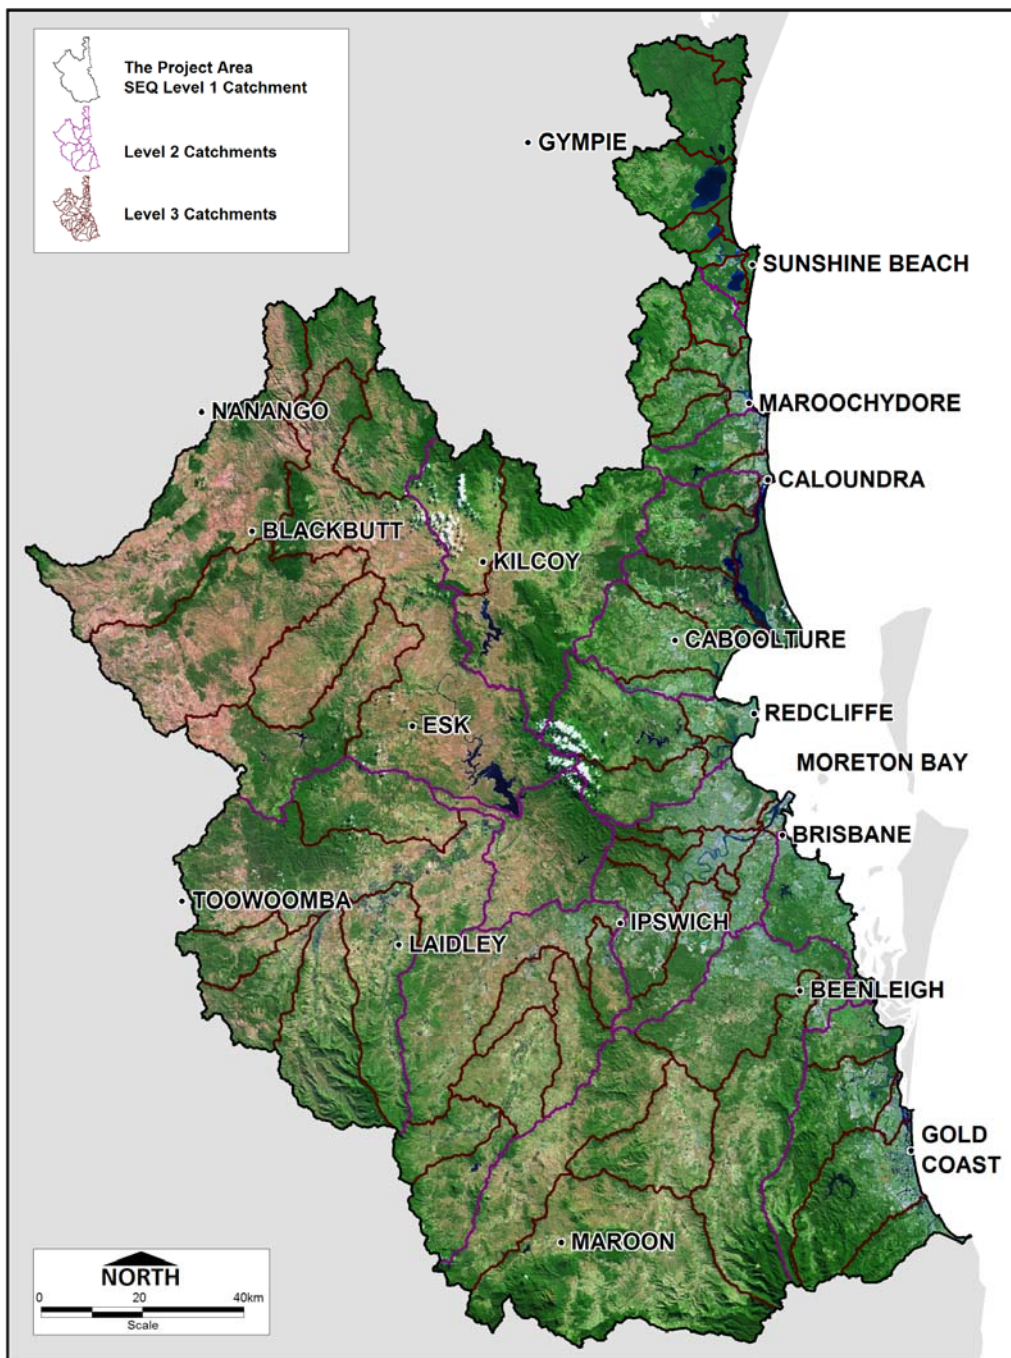 The Project Area
SEQ Level 1 Catchment
Level 2 Catchments
Level 3 Catchments
GYMPIE
SUNSHINE BEACH
NANANGO
MAROOCHYDORE
CALOUNDRA
BLACKBUTT
KILCOY
CABOOLTURE
REDCLIFFE
ESK
MORETON BAY
BRISBANE
TOOWOOMBA
IPSWICH
LAIDLEY
BEENLEIGH
GOLD
COAST
MAROON
NORTH
0 20 40km
Scale